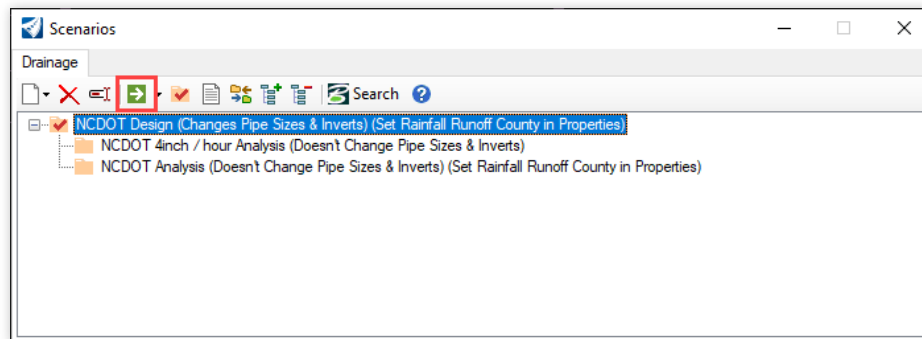 Scenarios
Drainage
Search
NCDOT Design (Changes Pipe Sizes & Inverts) (Set Rainfall Runoff County in Properties)
NCDOT 4inch / hour Analysis (Doesn't Change Pipe Sizes & Inverts)
NCDOT Analysis (Doesn't Change Pipe Sizes & Inverts) (Set Rainfall Runoff County in Properties)